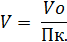 V = Vo / Пк.